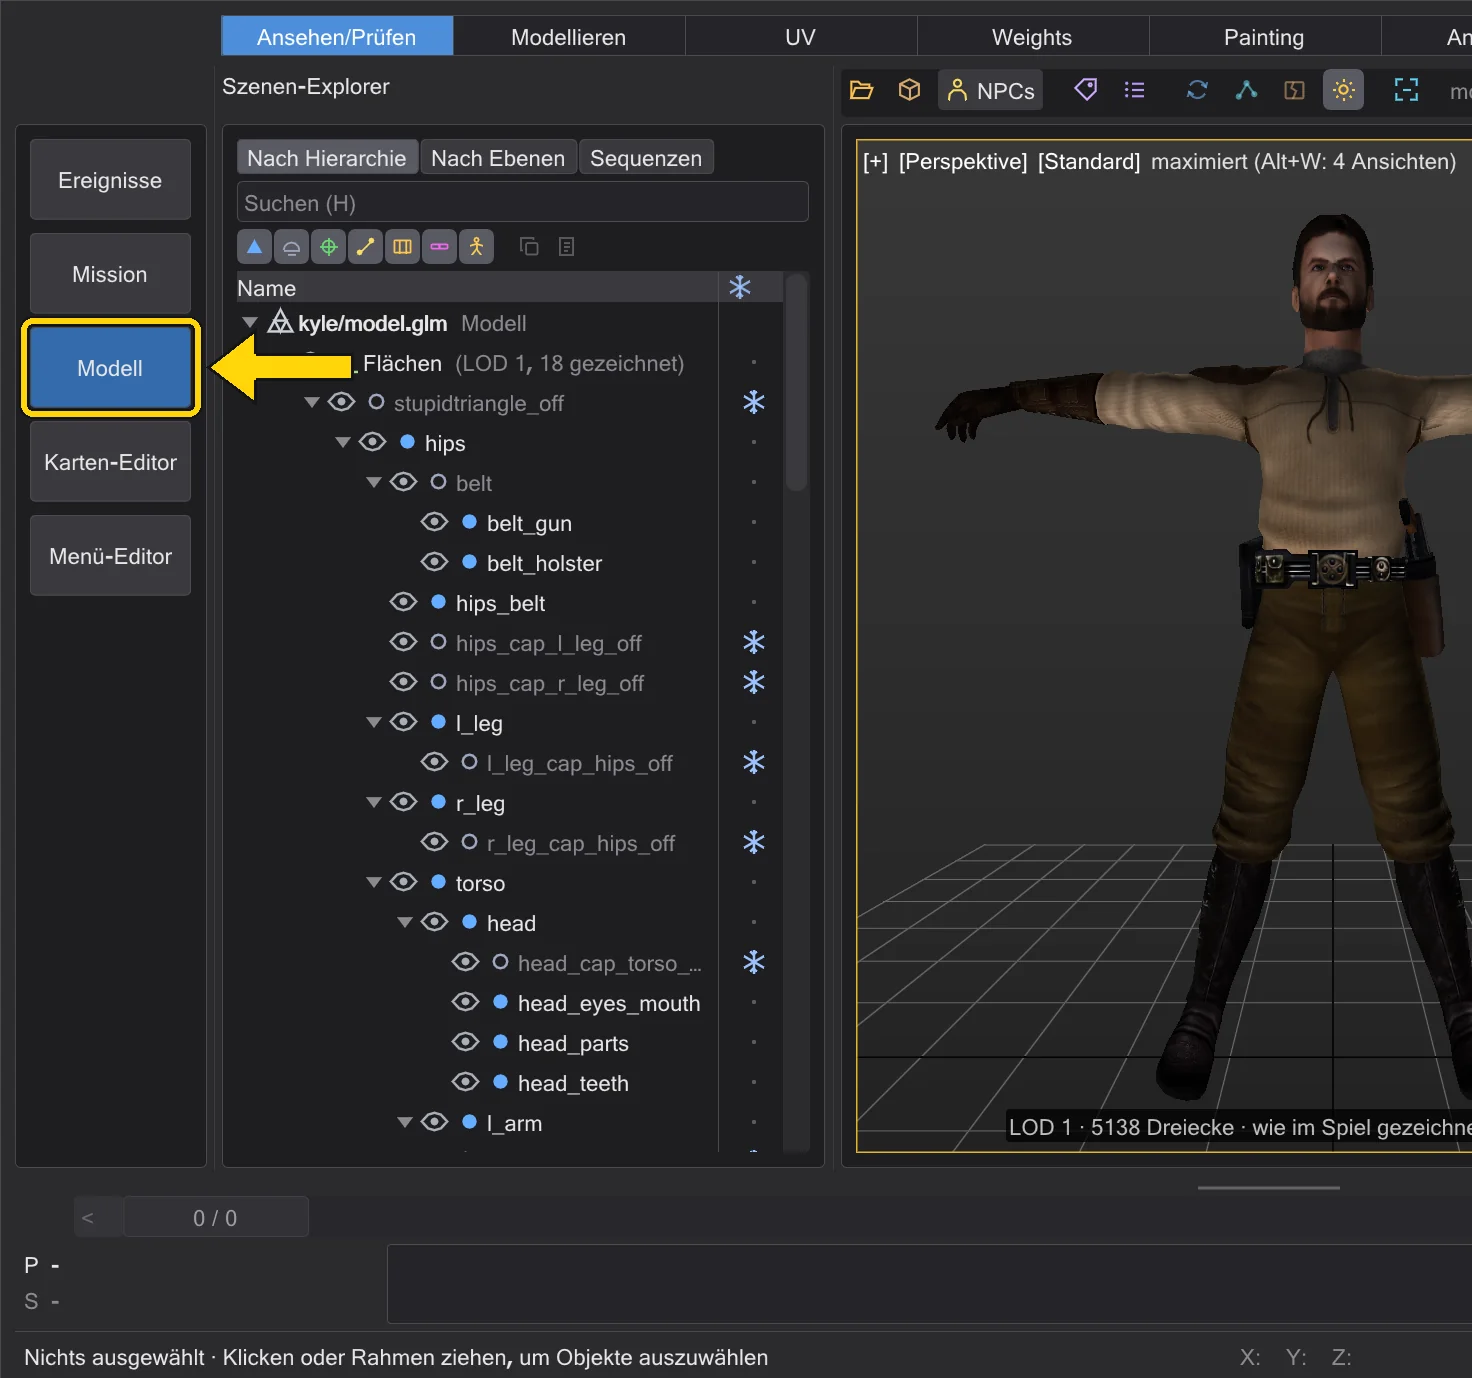 Ansehen/Prüfen Modellieren UV Weights Painting An
Szenen-Explorer
NPCs mo
Ereignisse
Mission
Modell
Karten-Editor
Menü-Editor
Nach Hierarchie Nach Ebenen Sequenzen
Suchen (H)
Name
kyle/model.glm Modell
Flächen (LOD 1, 18 gezeichnet)
stupidtriangle_off
hips
belt
belt_gun
belt_holster
hips_belt
hips_cap_l_leg_off
hips_cap_r_leg_off
l_leg
l_leg_cap_hips_off
r_leg
r_leg_cap_hips_off
torso
head
head_cap_torso_...
head_eyes_mouth
head_parts
head_teeth
l_arm
[+] [Perspektive] [Standard] maximiert (Alt+W: 4 Ansichten)
LOD 1 · 5138 Dreiecke · wie im Spiel gezeichne
< 0 / 0
P -
S -
Nichts ausgewählt · Klicken oder Rahmen ziehen, um Objekte auszuwählen
X: Y: Z: